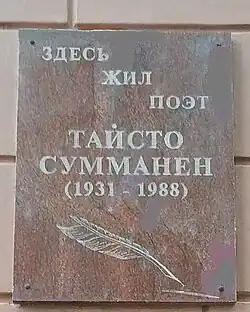 ЗДЕСЬ
ЖИЛ
ПОЭТ
ТАЙСТО
СУММАНЕН
(1931 - 1988)